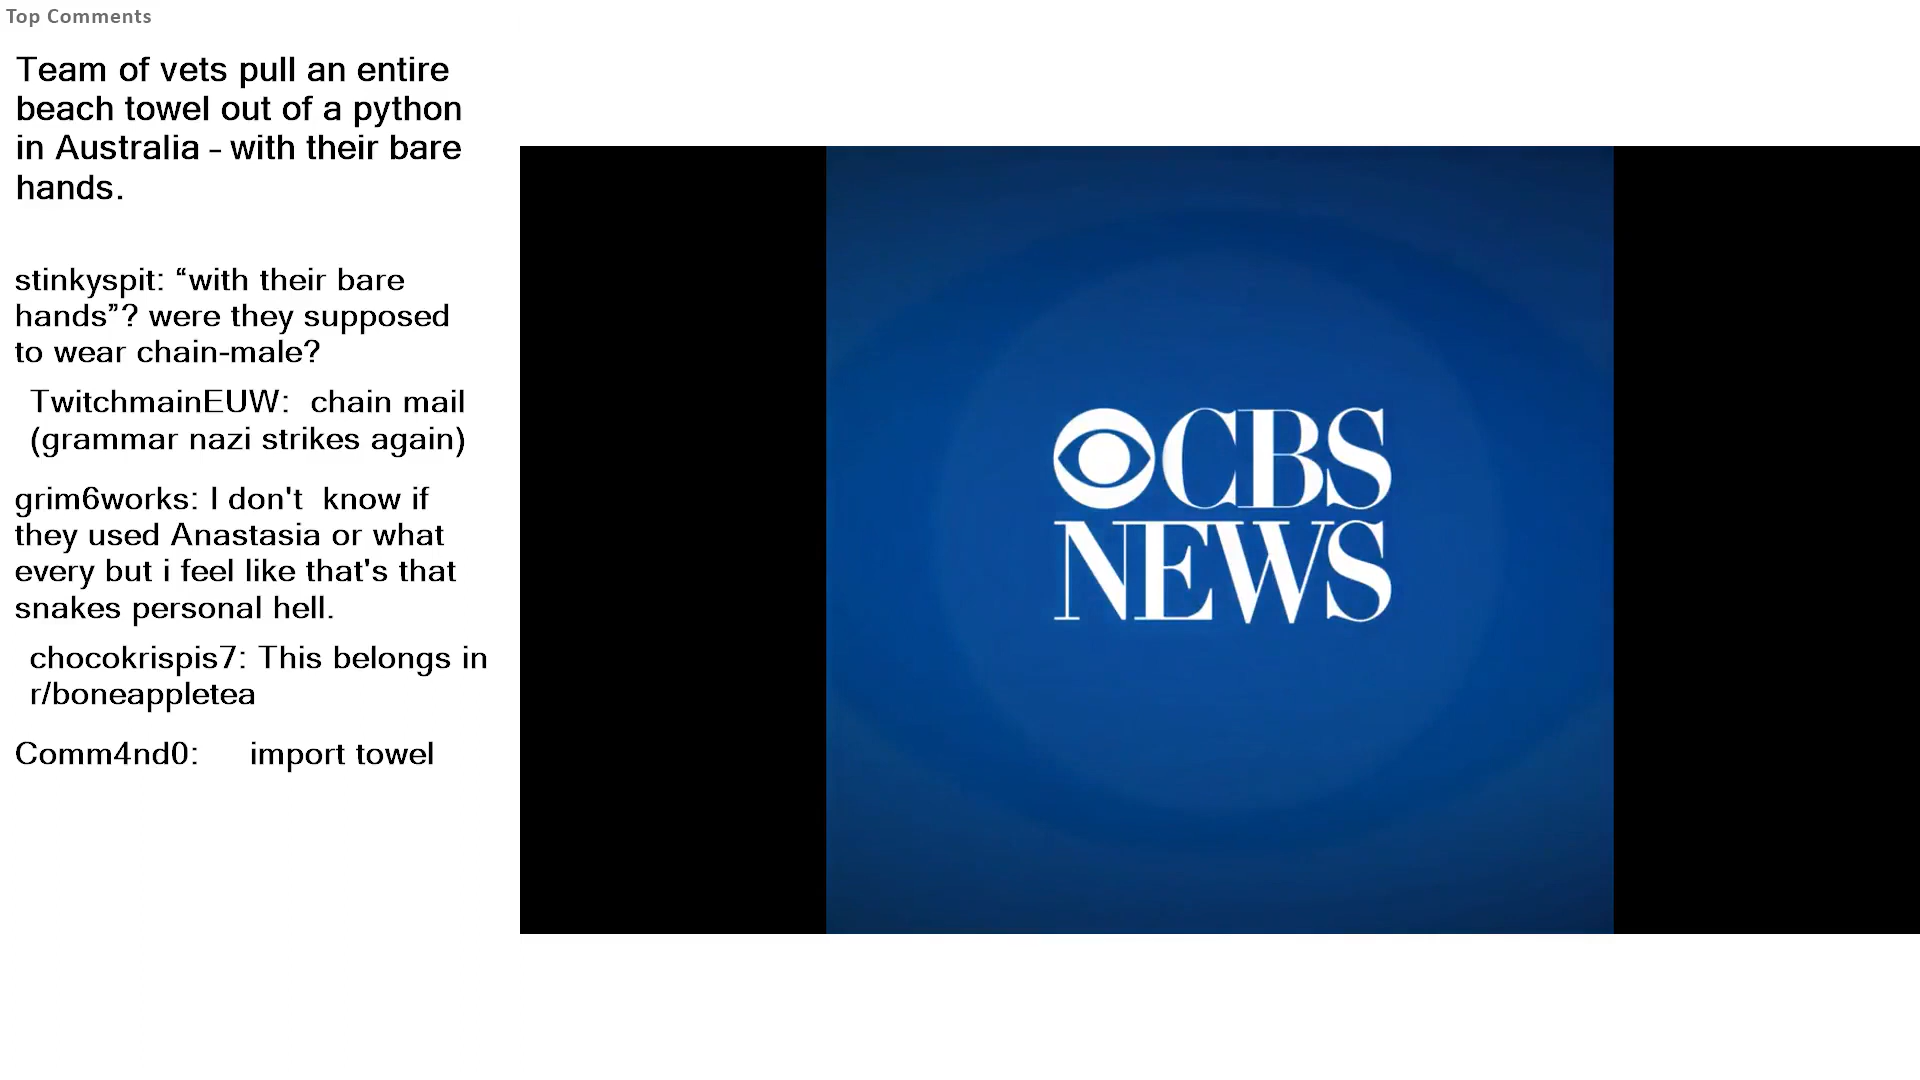 Top Comments
Team of vets pull an entire
beach towel out of a python
in Australia – with their bare
hands.
stinkyspit: “with their bare
hands”? were they supposed
to wear chain-male?
TwitchmainEUW:  chain mail
(grammar nazi strikes again)
grim6works: I don't  know if
they used Anastasia or what
every but i feel like that's that
snakes personal hell.
chocokrispis7: This belongs in
r/boneappletea
Comm4nd0:     import towel
CBS
NEWS